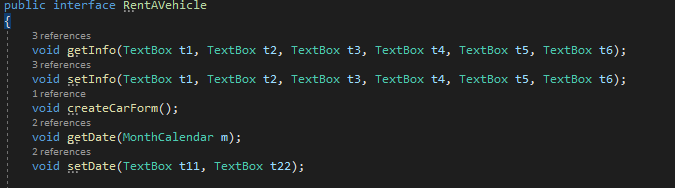 public interface RentAVehicle
{
3 references
void getInfo(TextBox t1, TextBox t2, TextBox t3, TextBox t4, TextBox t5, TextBox t6);
3 references
void setInfo(TextBox t1, TextBox t2, TextBox t3, TextBox t4, TextBox t5, TextBox t6);
1 reference
void createCarForm();
2 references
void getDate(MonthCalendar m);
2 references
void setDate(TextBox t11, TextBox t22);